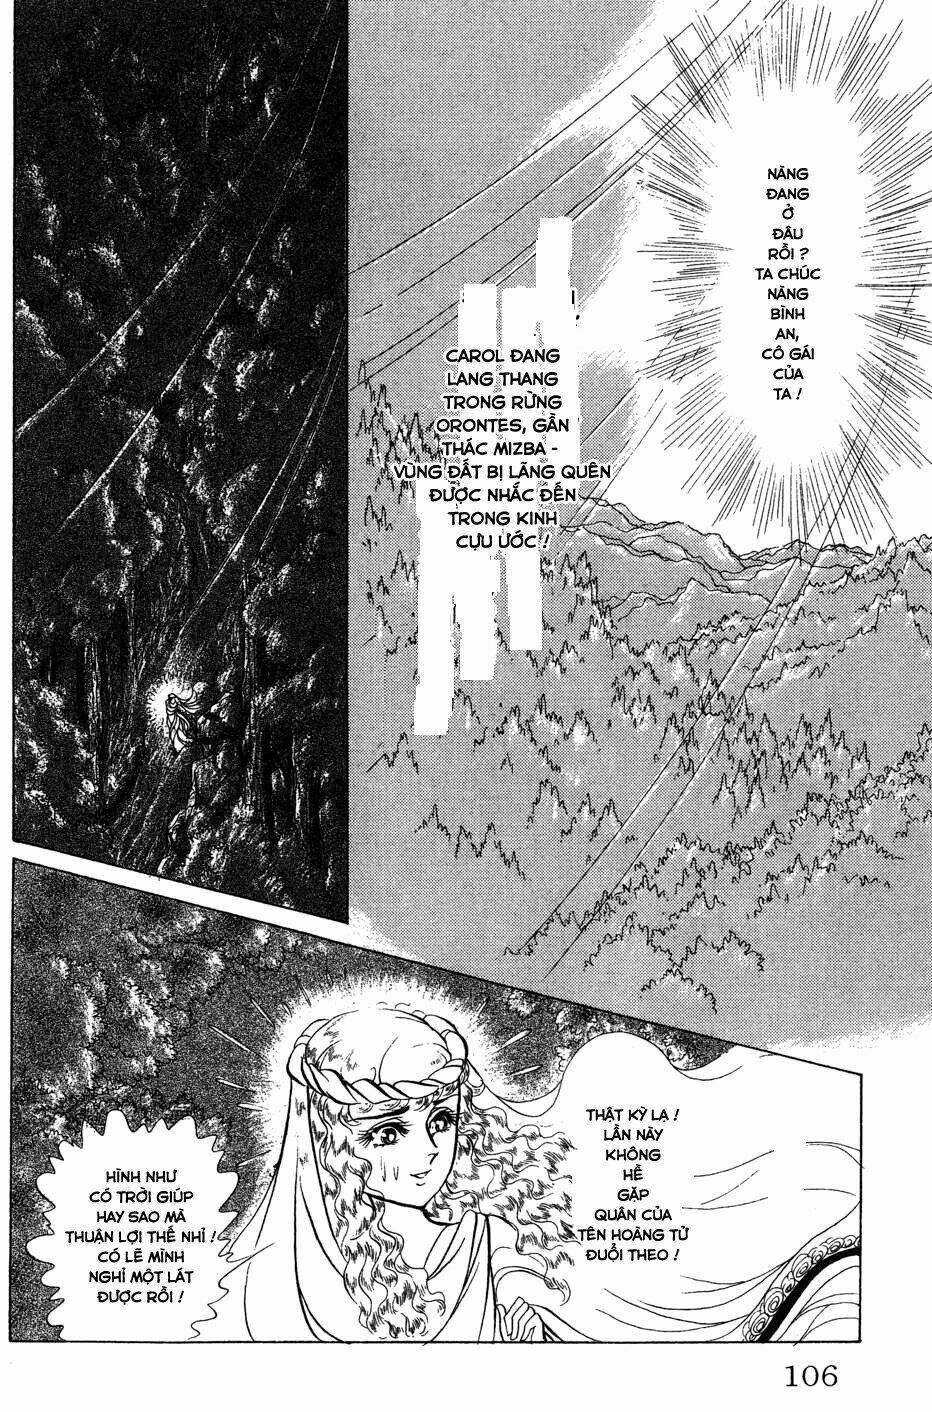 NÀNG
ĐANG
Ở
ĐÂU
RỒI ?
TA CHÚC
NÀNG
BÌNH
AN,
CÔ GÁI
CỦA
TA !
CAROL ĐANG
LANG THANG
TRONG RỪNG
ORONTES, GẦN
THÁC MIZBA -
VÙNG ĐẤT BỊ LÃNG QUÊN
ĐƯỢC NHẮC ĐẾN
TRONG KINH
CỰU ƯỚC !
THẬT KỲ LẠ !
LẦN NÀY
KHÔNG
HỀ
GẶP
QUÂN CỦA
TÊN HOÀNG TỬ
ĐUỔI THEO !
HÌNH NHƯ
CÓ TRỜI GIÚP
HAY SAO MÀ
THUẬN LỢI THẾ NHỈ !
CÓ LẼ MÌNH
NGHỈ MỘT LÁT
ĐƯỢC RỒI !
106